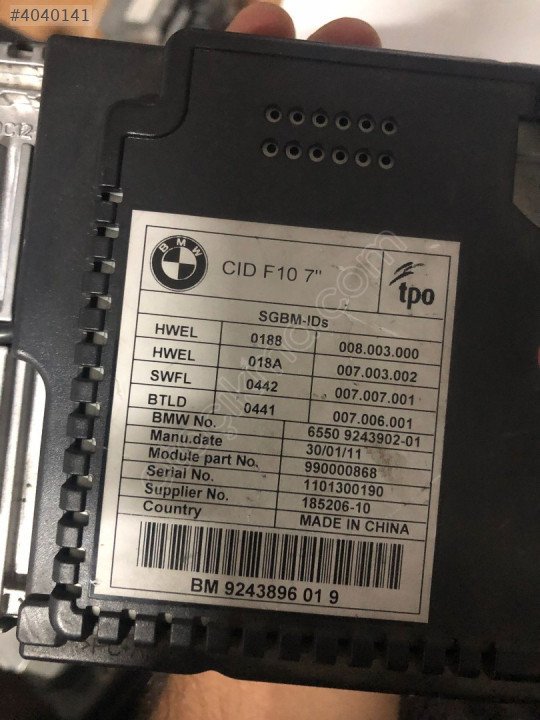 #4040141
BMW
CID F10 7"
tpo
SGBM-IDs
HWEL 0188 008.003.000
HWEL 018A 007.003.002
SWFL 0442 007.007.001
BTLD 0441 007.006.001
BMW No. 6550 9243902-01
Manu.date 30/01/11
Module part No. 990000868
Serial No. 1101300190
Supplier No. 185206-10
Country MADE IN CHINA
BM 9243896 01 9